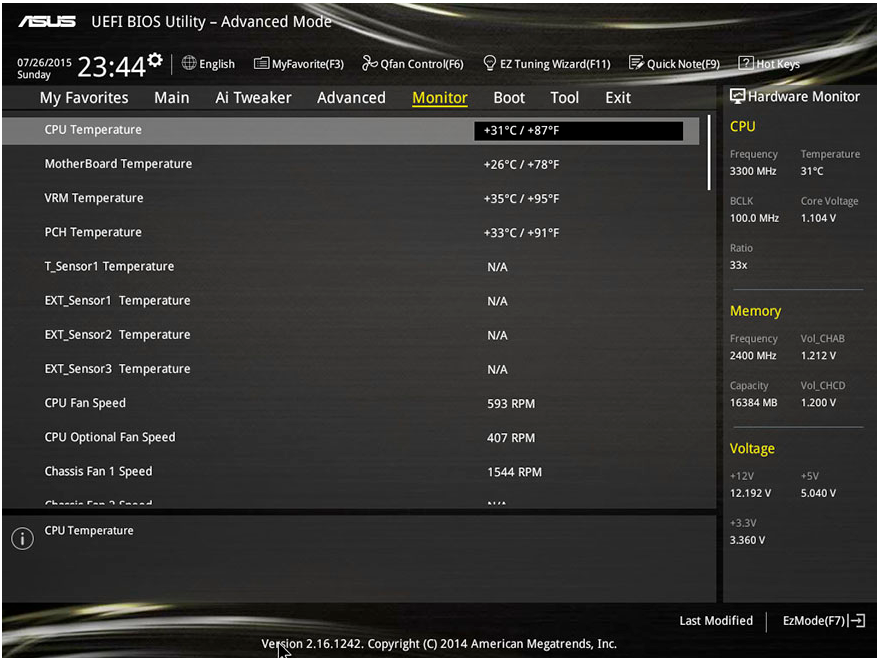 ASUS UEFI BIOS Utility – Advanced Mode
07/26/2015
Sunday
23:44
English MyFavorite(F3) Qfan Control(F6) EZ Tuning Wizard(F11) Quick Note(F9) ? Hot Keys
My Favorites Main Ai Tweaker Advanced Monitor Boot Tool Exit
CPU Temperature +31°C / +87°F
MotherBoard Temperature +26°C / +78°F
VRM Temperature +35°C / +95°F
PCH Temperature +33°C / +91°F
T_Sensor1 Temperature N/A
EXT_Sensor1 Temperature N/A
EXT_Sensor2 Temperature N/A
EXT_Sensor3 Temperature N/A
CPU Fan Speed 593 RPM
CPU Optional Fan Speed 407 RPM
Chassis Fan 1 Speed 1544 RPM
Chassis Fan 2 Speed N/A
i CPU Temperature
Hardware Monitor
CPU
Frequency Temperature
3300 MHz 31°C
BCLK Core Voltage
100.0 MHz 1.104 V
Ratio
33x
Memory
Frequency Vol_CHAB
2400 MHz 1.212 V
Capacity Vol_CHCD
16384 MB 1.200 V
Voltage
+12V +5V
12.192 V 5.040 V
+3.3V
3.360 V
Last Modified EzMode(F7)
Version 2.16.1242. Copyright (C) 2014 American Megatrends, Inc.